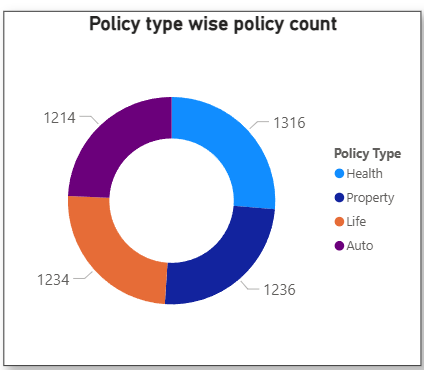 Policy type wise policy count
1214
1316
Policy Type
Health
Property
Life
Auto
1234
1236